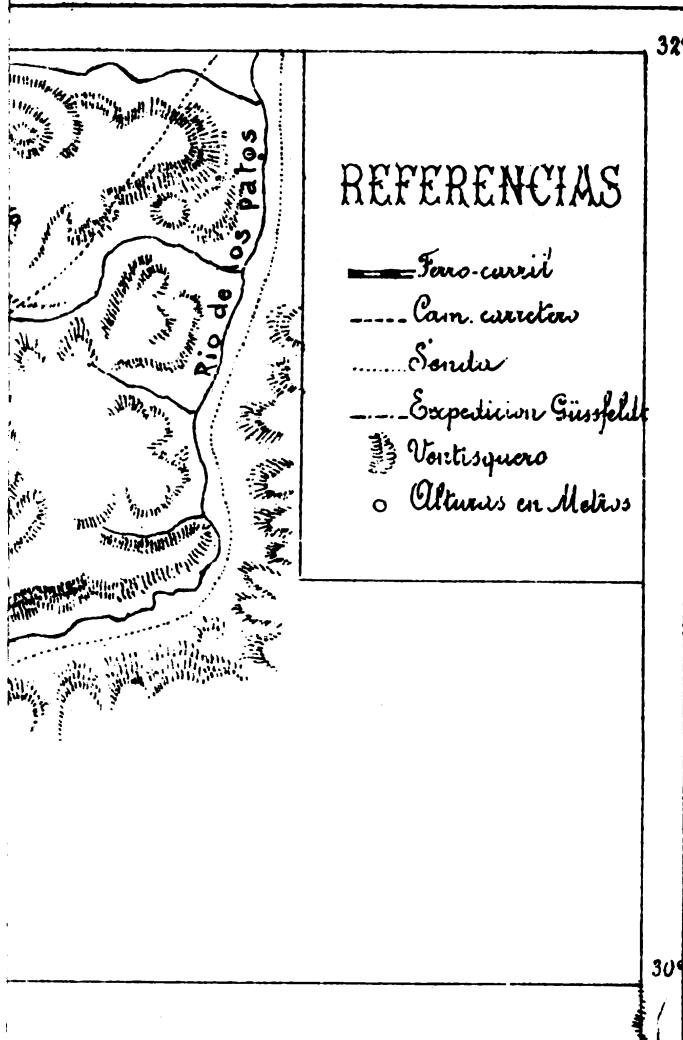 32°
REFERENCIAS
Ferro-carril
Cam. carretero
Senda
Expedicion Güssfeldt
Ventisquero
Alturas en Metros
Rio de los patos
30°